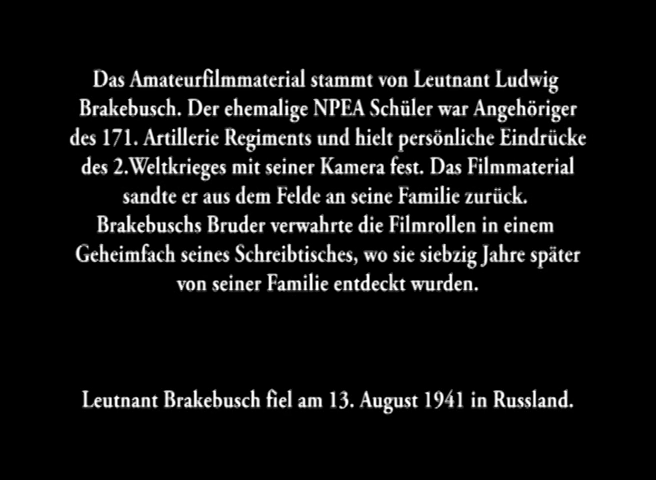 Das Amateurfilmmaterial stammt von Leutnant Ludwig
Brakebusch. Der ehemalige NPEA Schüler war Angehöriger
des 171. Artillerie Regiments und hielt persönliche Eindrücke
des 2.Weltkrieges mit seiner Kamera fest. Das Filmmaterial
sandte er aus dem Felde an seine Familie zurück.
Brakebuschs Bruder verwahrte die Filmrollen in einem
Geheimfach seines Schreibtisches, wo sie siebzig Jahre später
von seiner Familie entdeckt wurden.
Leutnant Brakebusch fiel am 13. August 1941 in Russland.